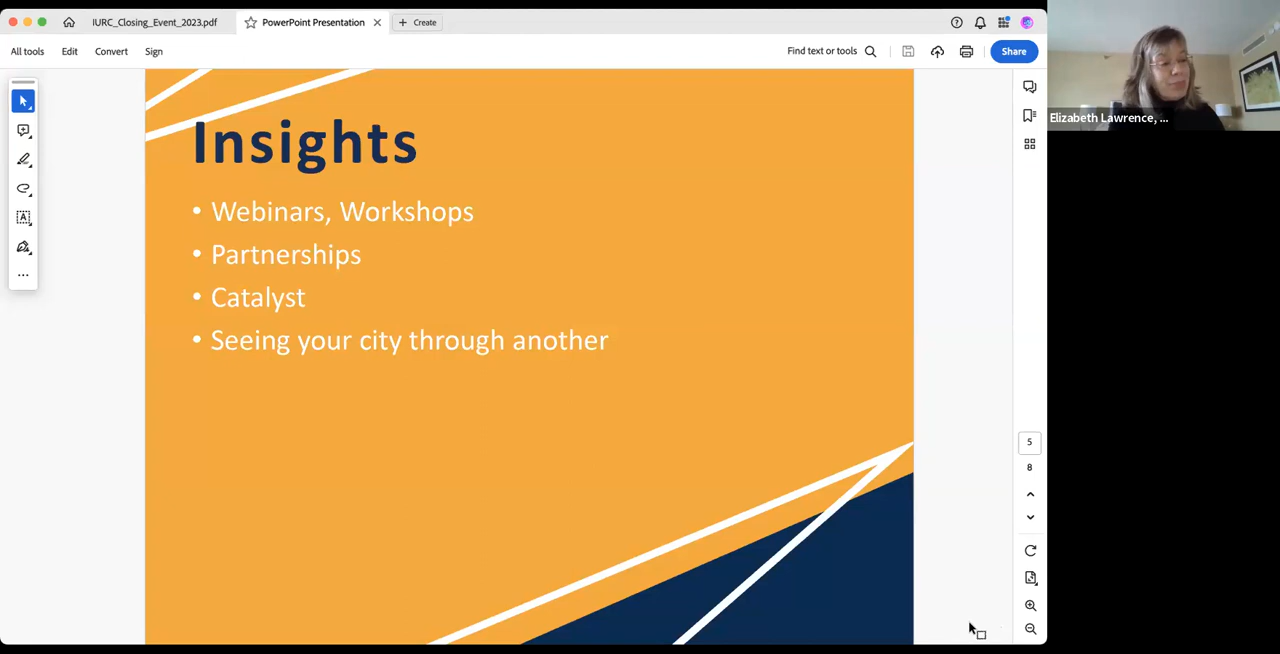 IURC_Closing_Event_2023.pdf
PowerPoint Presentation
Create
All tools
Edit
Convert
Sign
Find text or tools
Share
Elizabeth Lawrence, ...
Insights
• Webinars, Workshops
• Partnerships
• Catalyst
• Seeing your city through another
5
8